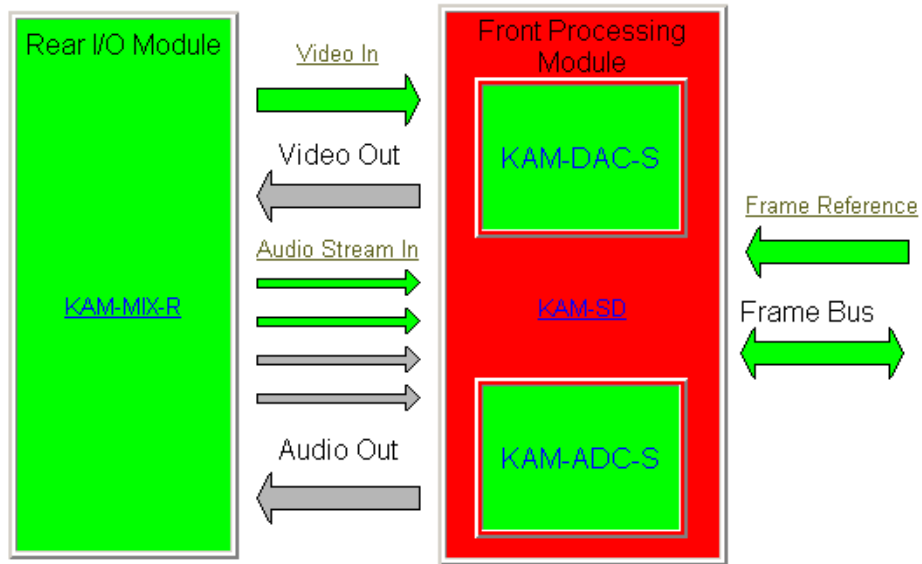 Rear I/O Module
KAM-MIX-R
Video In
Video Out
Audio Stream In
Audio Out
Front Processing
Module
KAM-DAC-S
KAM-SD
KAM-ADC-S
Frame Reference
Frame Bus